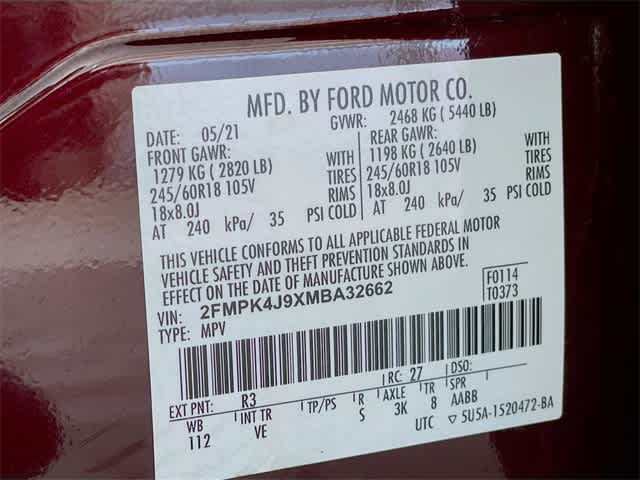 MFD. BY FORD MOTOR CO.
DATE: 05/21 GVWR: 2468 KG ( 5440 LB)
FRONT GAWR: REAR GAWR:
1279 KG ( 2820 LB) WITH 1198 KG ( 2640 LB) WITH
245/60R18 105V TIRES 245/60R18 105V TIRES
18x8.0J RIMS 18x8.0J RIMS
AT 240 kPa/ 35 PSI COLD AT 240 kPa/ 35 PSI COLD
THIS VEHICLE CONFORMS TO ALL APPLICABLE FEDERAL MOTOR
VEHICLE SAFETY AND THEFT PREVENTION STANDARDS IN
EFFECT ON THE DATE OF MANUFACTURE SHOWN ABOVE.
VIN: 2FMPK4J9XMBA32662 F0114
TYPE: MPV T0373
EXT PNT: R3 RC: 27 DSO:
WB INT TR TP/PS R AXLE TR SPR
112 VE S 3K 8 AABB
UTC ▽ 5U5A-1520472-BA